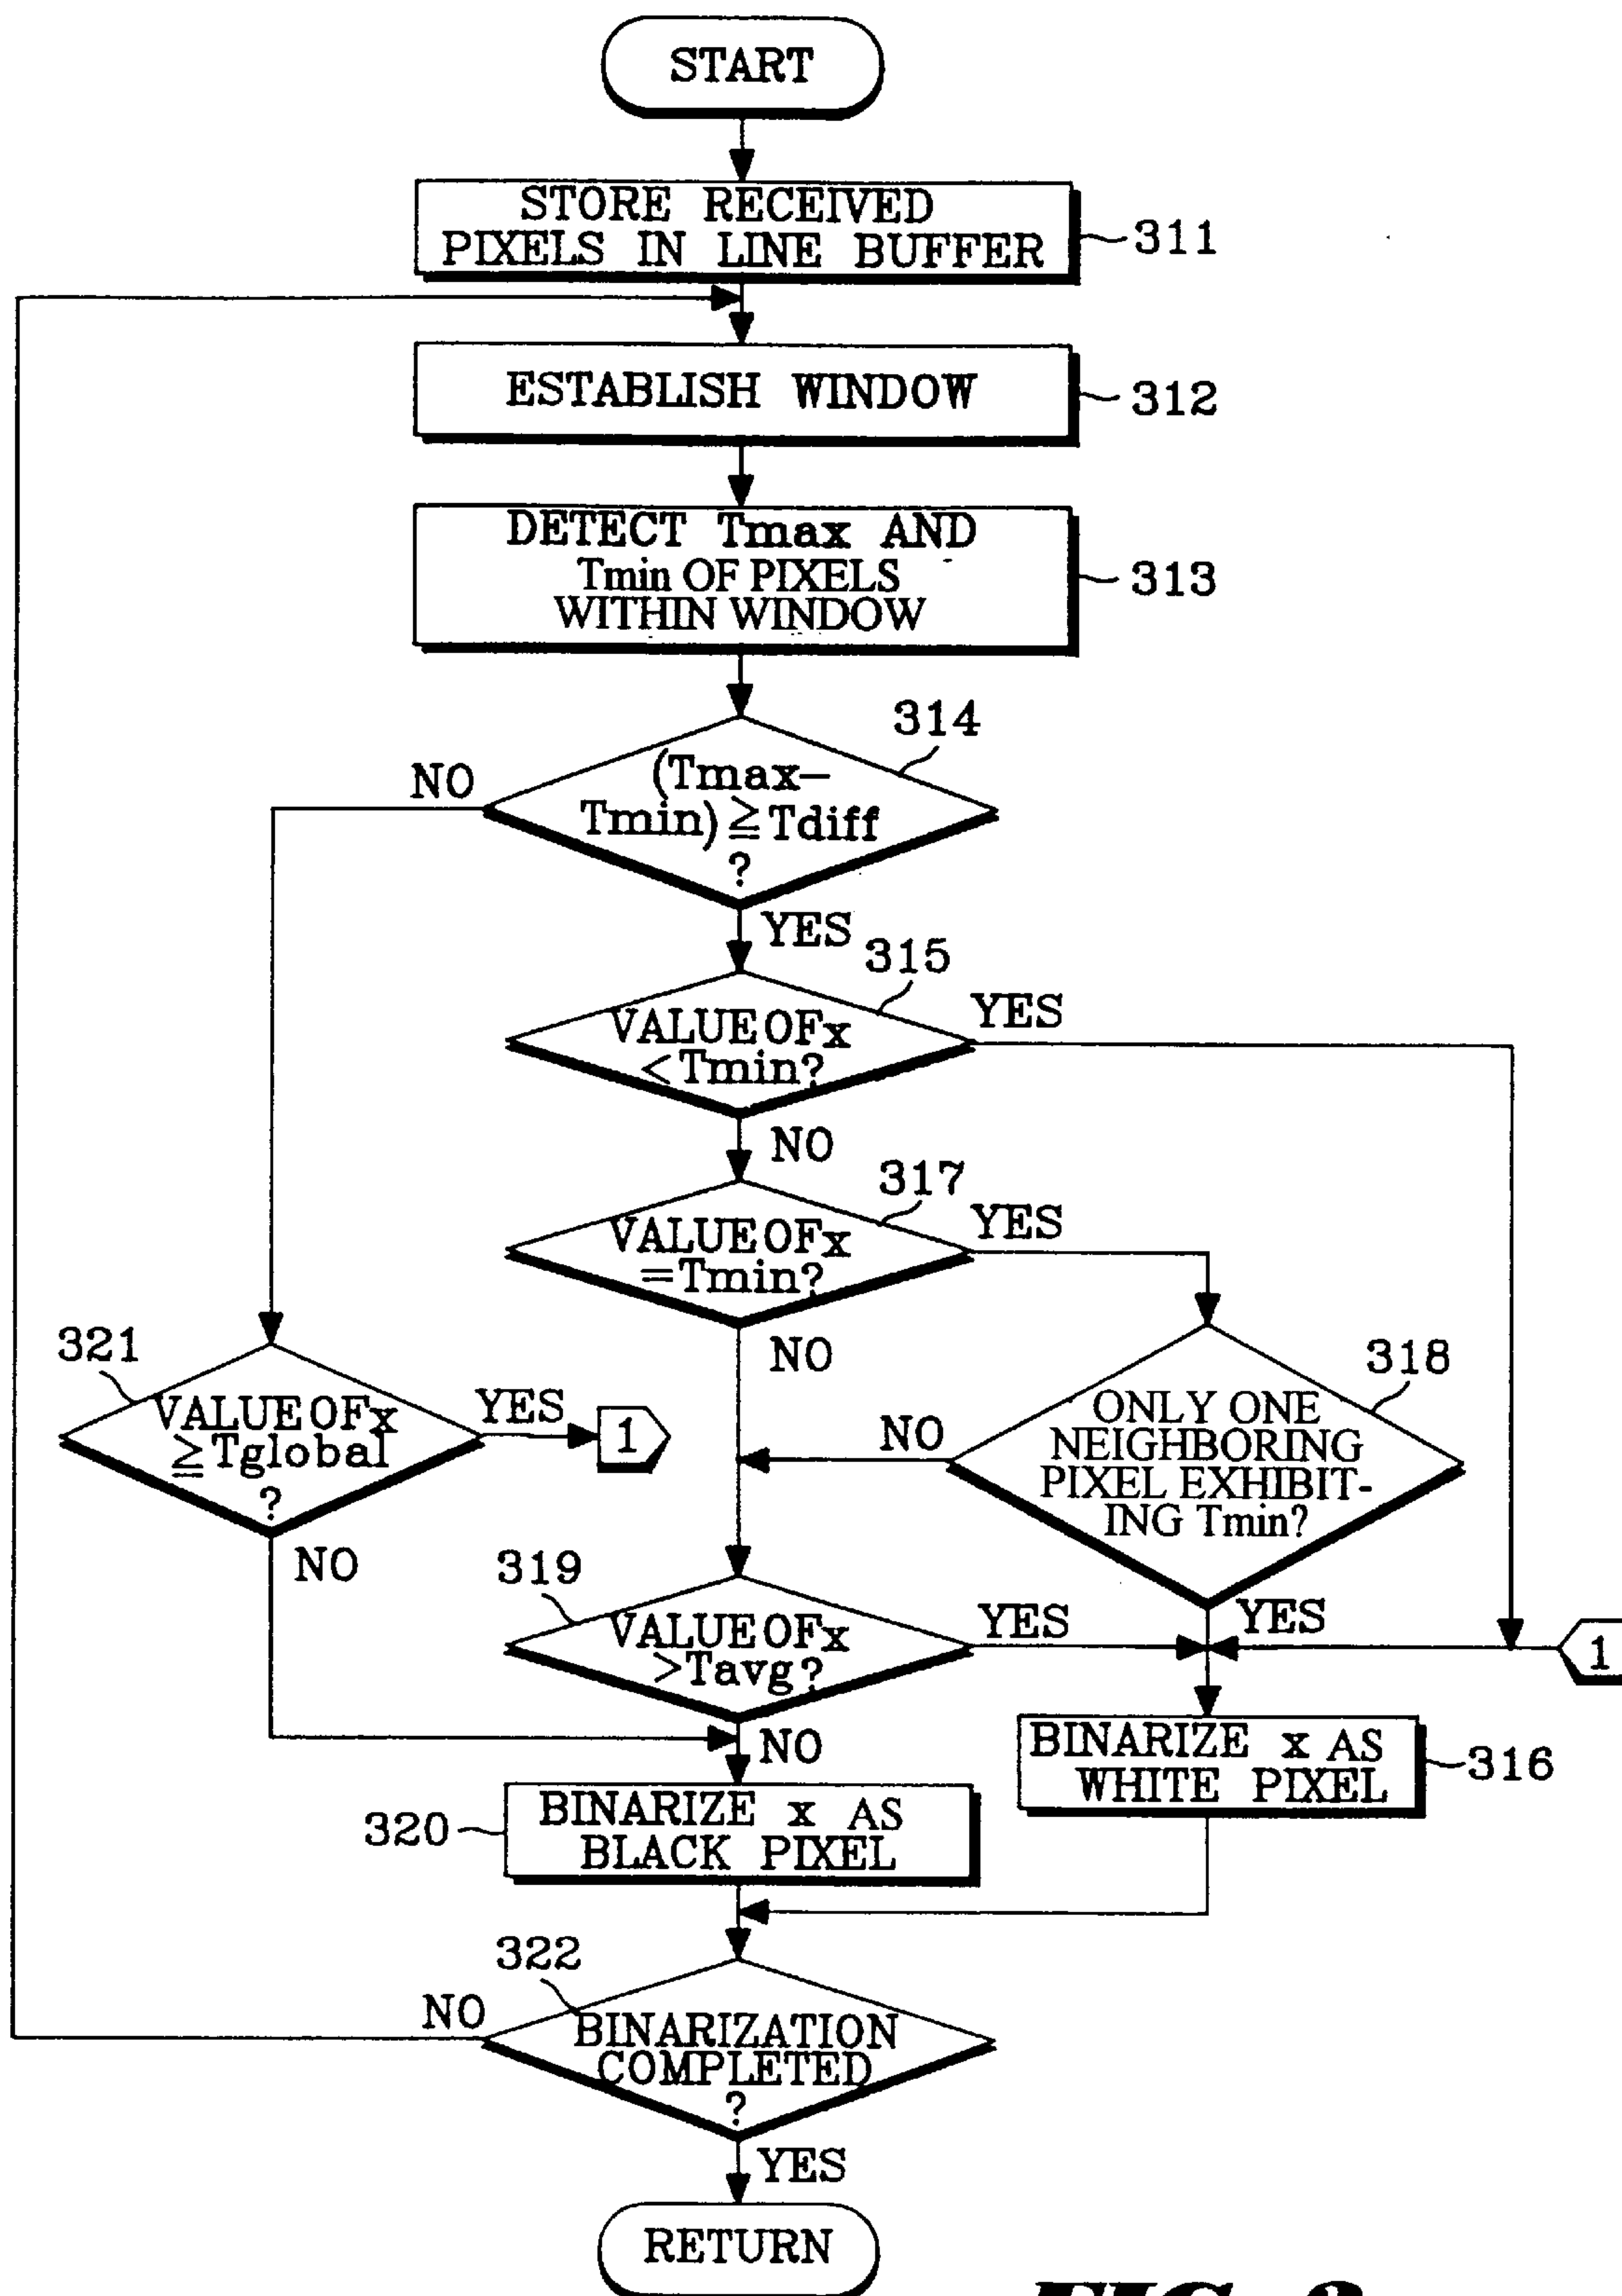 START
STORE RECEIVED
PIXELS IN LINE BUFFER
311
ESTABLISH WINDOW
312
DETECT Tmax AND
Tmin OF PIXELS
WITHIN WINDOW
313
314
NO
(Tmax−
Tmin) ≧ Tdiff
?
YES
315
VALUE OF x
<Tmin?
YES
NO
317
VALUE OF x
=Tmin?
YES
NO
321
VALUE OF x
≧Tglobal
?
YES
1
NO
318
ONLY ONE
NEIGHBORING
PIXEL EXHIBIT-
ING Tmin?
NO
YES
319
VALUE OF x
>Tavg?
YES
1
NO
BINARIZE x AS
WHITE PIXEL
316
320
BINARIZE x AS
BLACK PIXEL
322
NO
BINARIZATION
COMPLETED
?
YES
RETURN